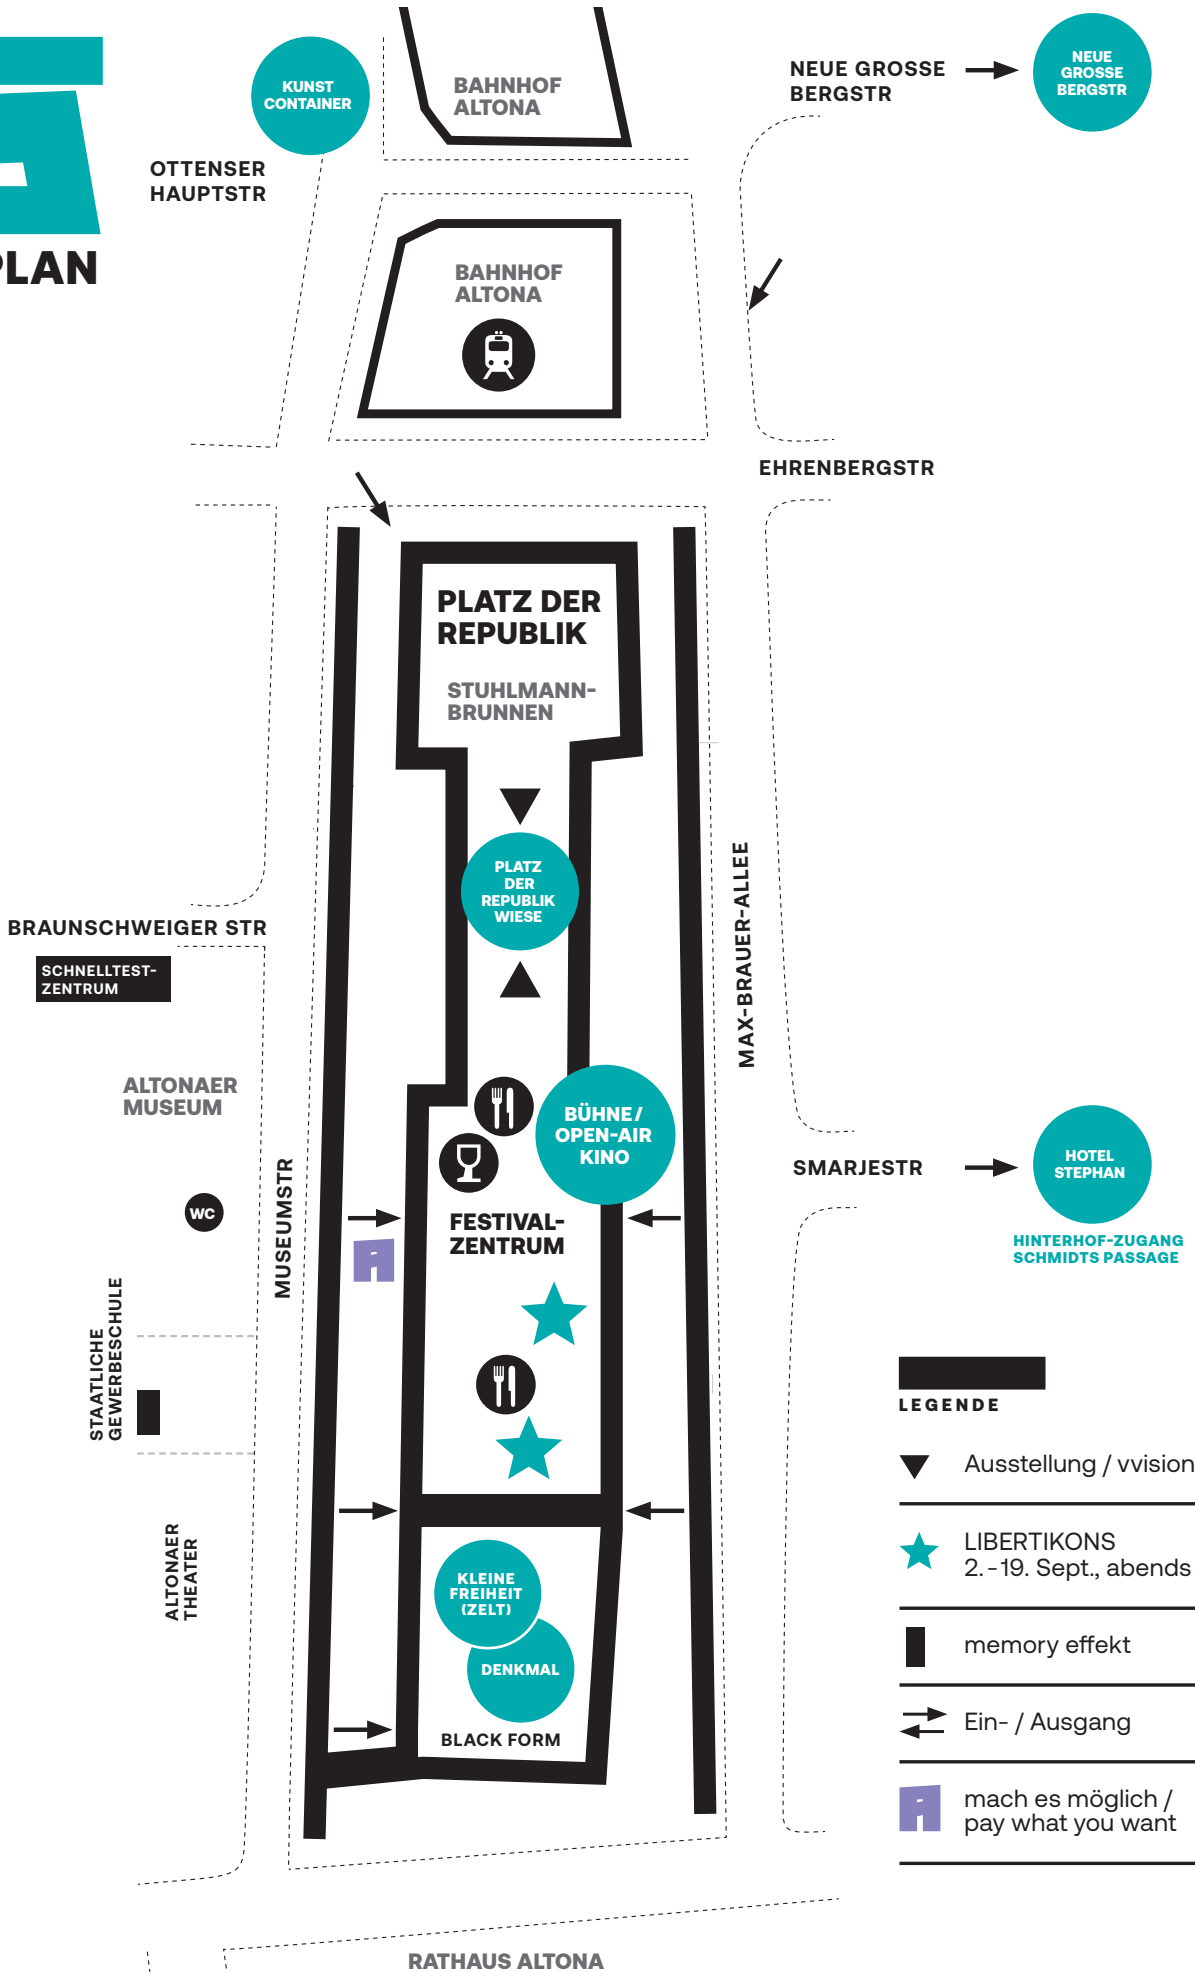 PLAN
KUNST
CONTAINER
BAHNHOF
ALTONA
NEUE GROSSE
BERGSTR
NEUE
GROSSE
BERGSTR
OTTENSER
HAUPTSTR
BAHNHOF
ALTONA
EHRENBERGSTR
PLATZ DER
REPUBLIK
STUHLMANN-
BRUNNEN
PLATZ
DER
REPUBLIK
WIESE
MAX-BRAUER-ALLEE
BRAUNSCHWEIGER STR
SCHNELLTEST-
ZENTRUM
ALTONAER
MUSEUM
WC
MUSEUMSTR
BÜHNE /
OPEN-AIR
KINO
FESTIVAL-
ZENTRUM
SMARJESTR
HOTEL
STEPHAN
HINTERHOF-ZUGANG
SCHMIDTS PASSAGE
STAATLICHE
GEWERBESCHULE
ALTONAER
THEATER
KLEINE
FREIHEIT
(ZELT)
DENKMAL
BLACK FORM
LEGENDE
Ausstellung / vvision
LIBERTIKONS
2. - 19. Sept., abends
memory effekt
Ein- / Ausgang
mach es möglich /
pay what you want
RATHAUS ALTONA